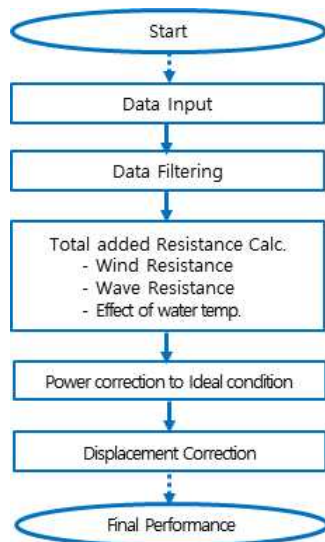 Start
Data Input
Data Filtering
Total added Resistance Calc.
- Wind Resistance
- Wave Resistance
- Effect of water temp.
Power correction to Ideal condition
Displacement Correction
Final Performance